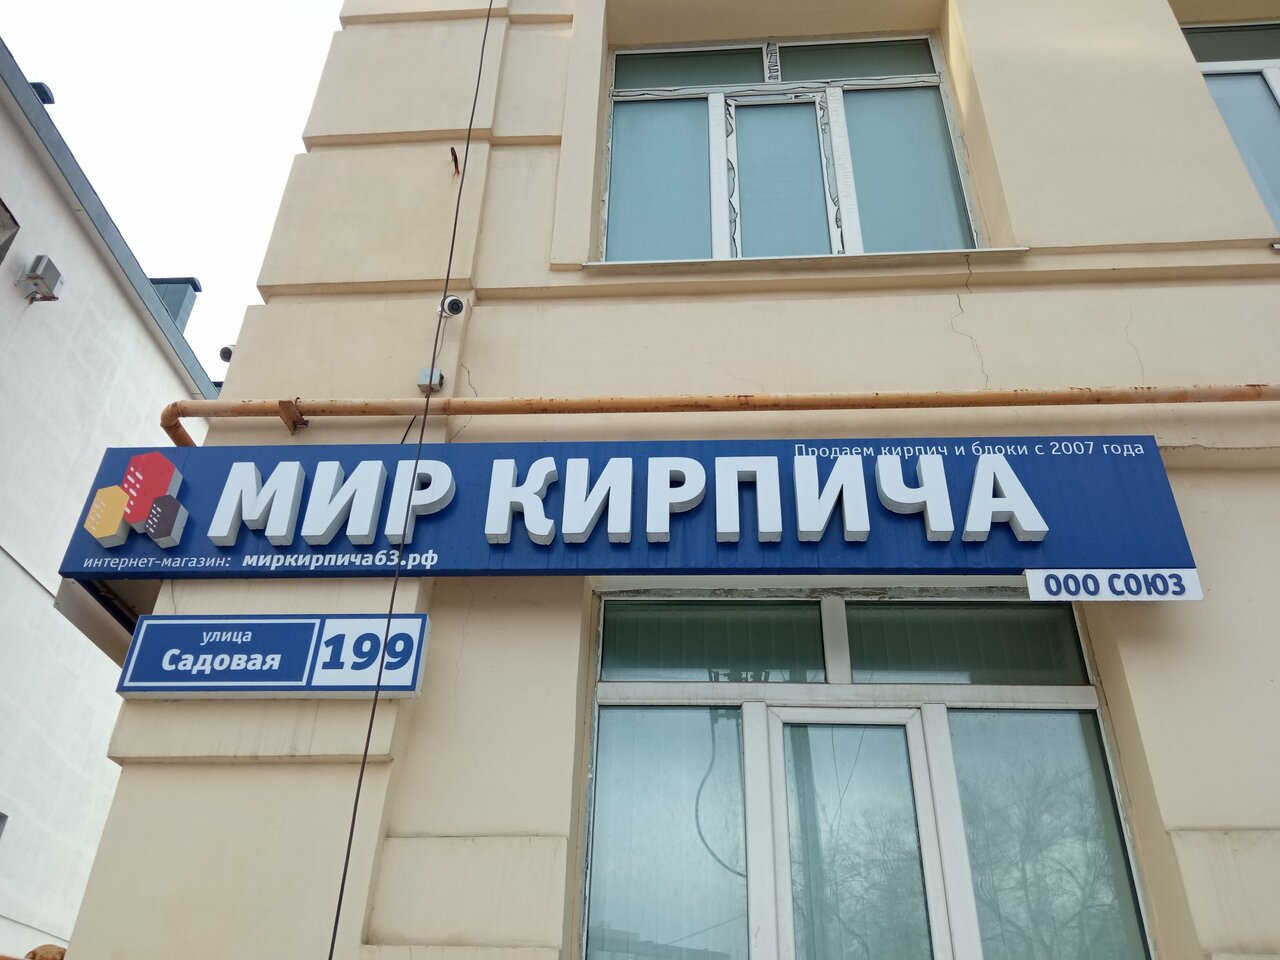 Продаем кирпич и блоки с 2007 года
МИР КИРПИЧА
интернет-магазин: миркирпича63.рф
ООО СОЮЗ
улица
Садовая
199